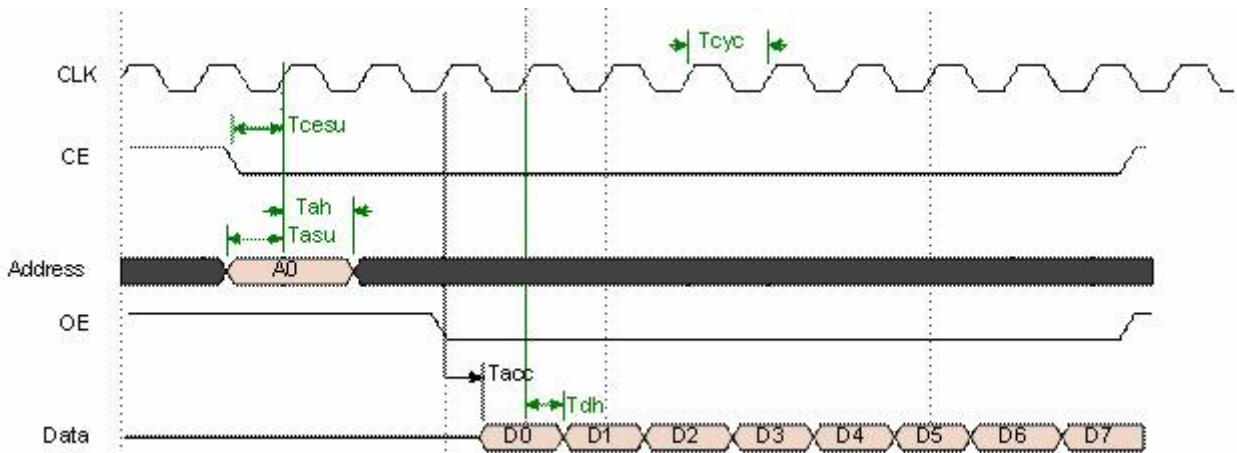 Tcyc
CLK
Tcesu
CE
Tah
Tasu
Address
A0
OE
Tacc
Tdh
Data
D0 D1 D2 D3 D4 D5 D6 D7